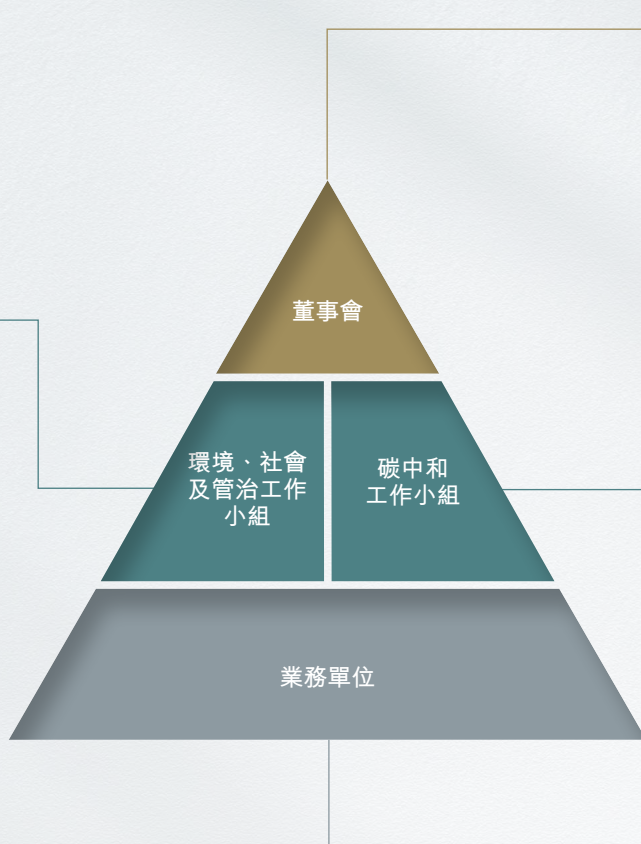 董事會
環境、社會
及管治工作
小組
碳中和
工作小組
業務單位